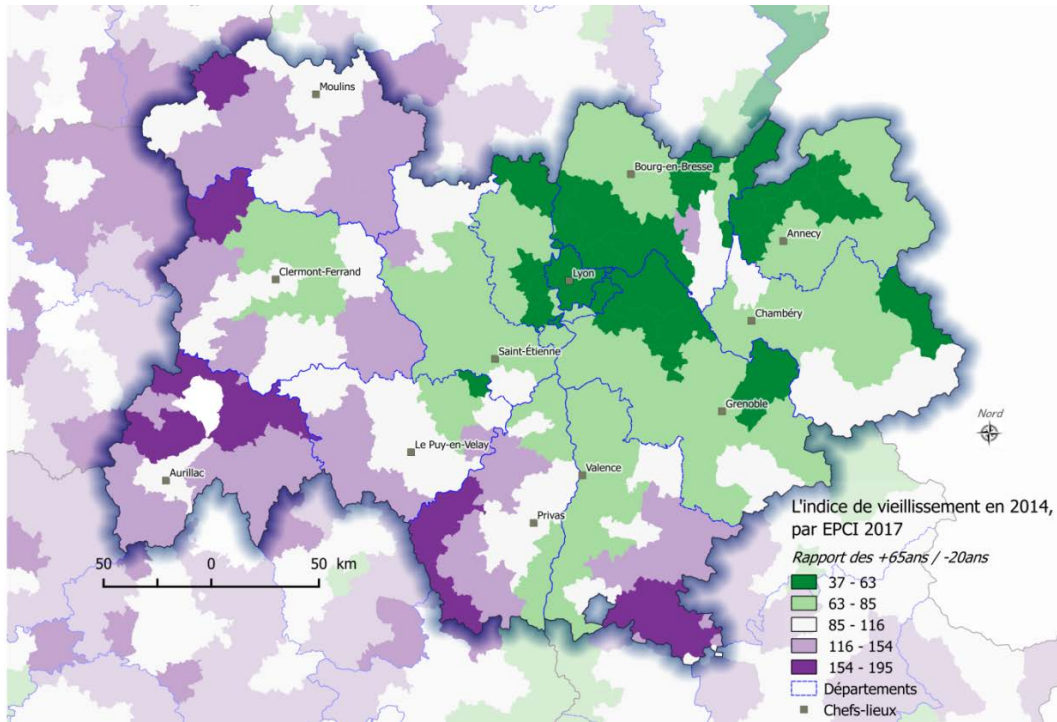 Moulins
Bourg-en-Bresse
Annecy
Clermont-Ferrand
Lyon
Chambéry
Saint-Étienne
Grenoble
Nord
Le Puy-en-Velay
Aurillac
Valence
Privas
50 0 50 km
L'indice de vieillissement en 2014,
par EPCI 2017
Rapport des +65ans / -20ans
37 - 63
63 - 85
85 - 116
116 - 154
154 - 195
Départements
Chefs-lieux